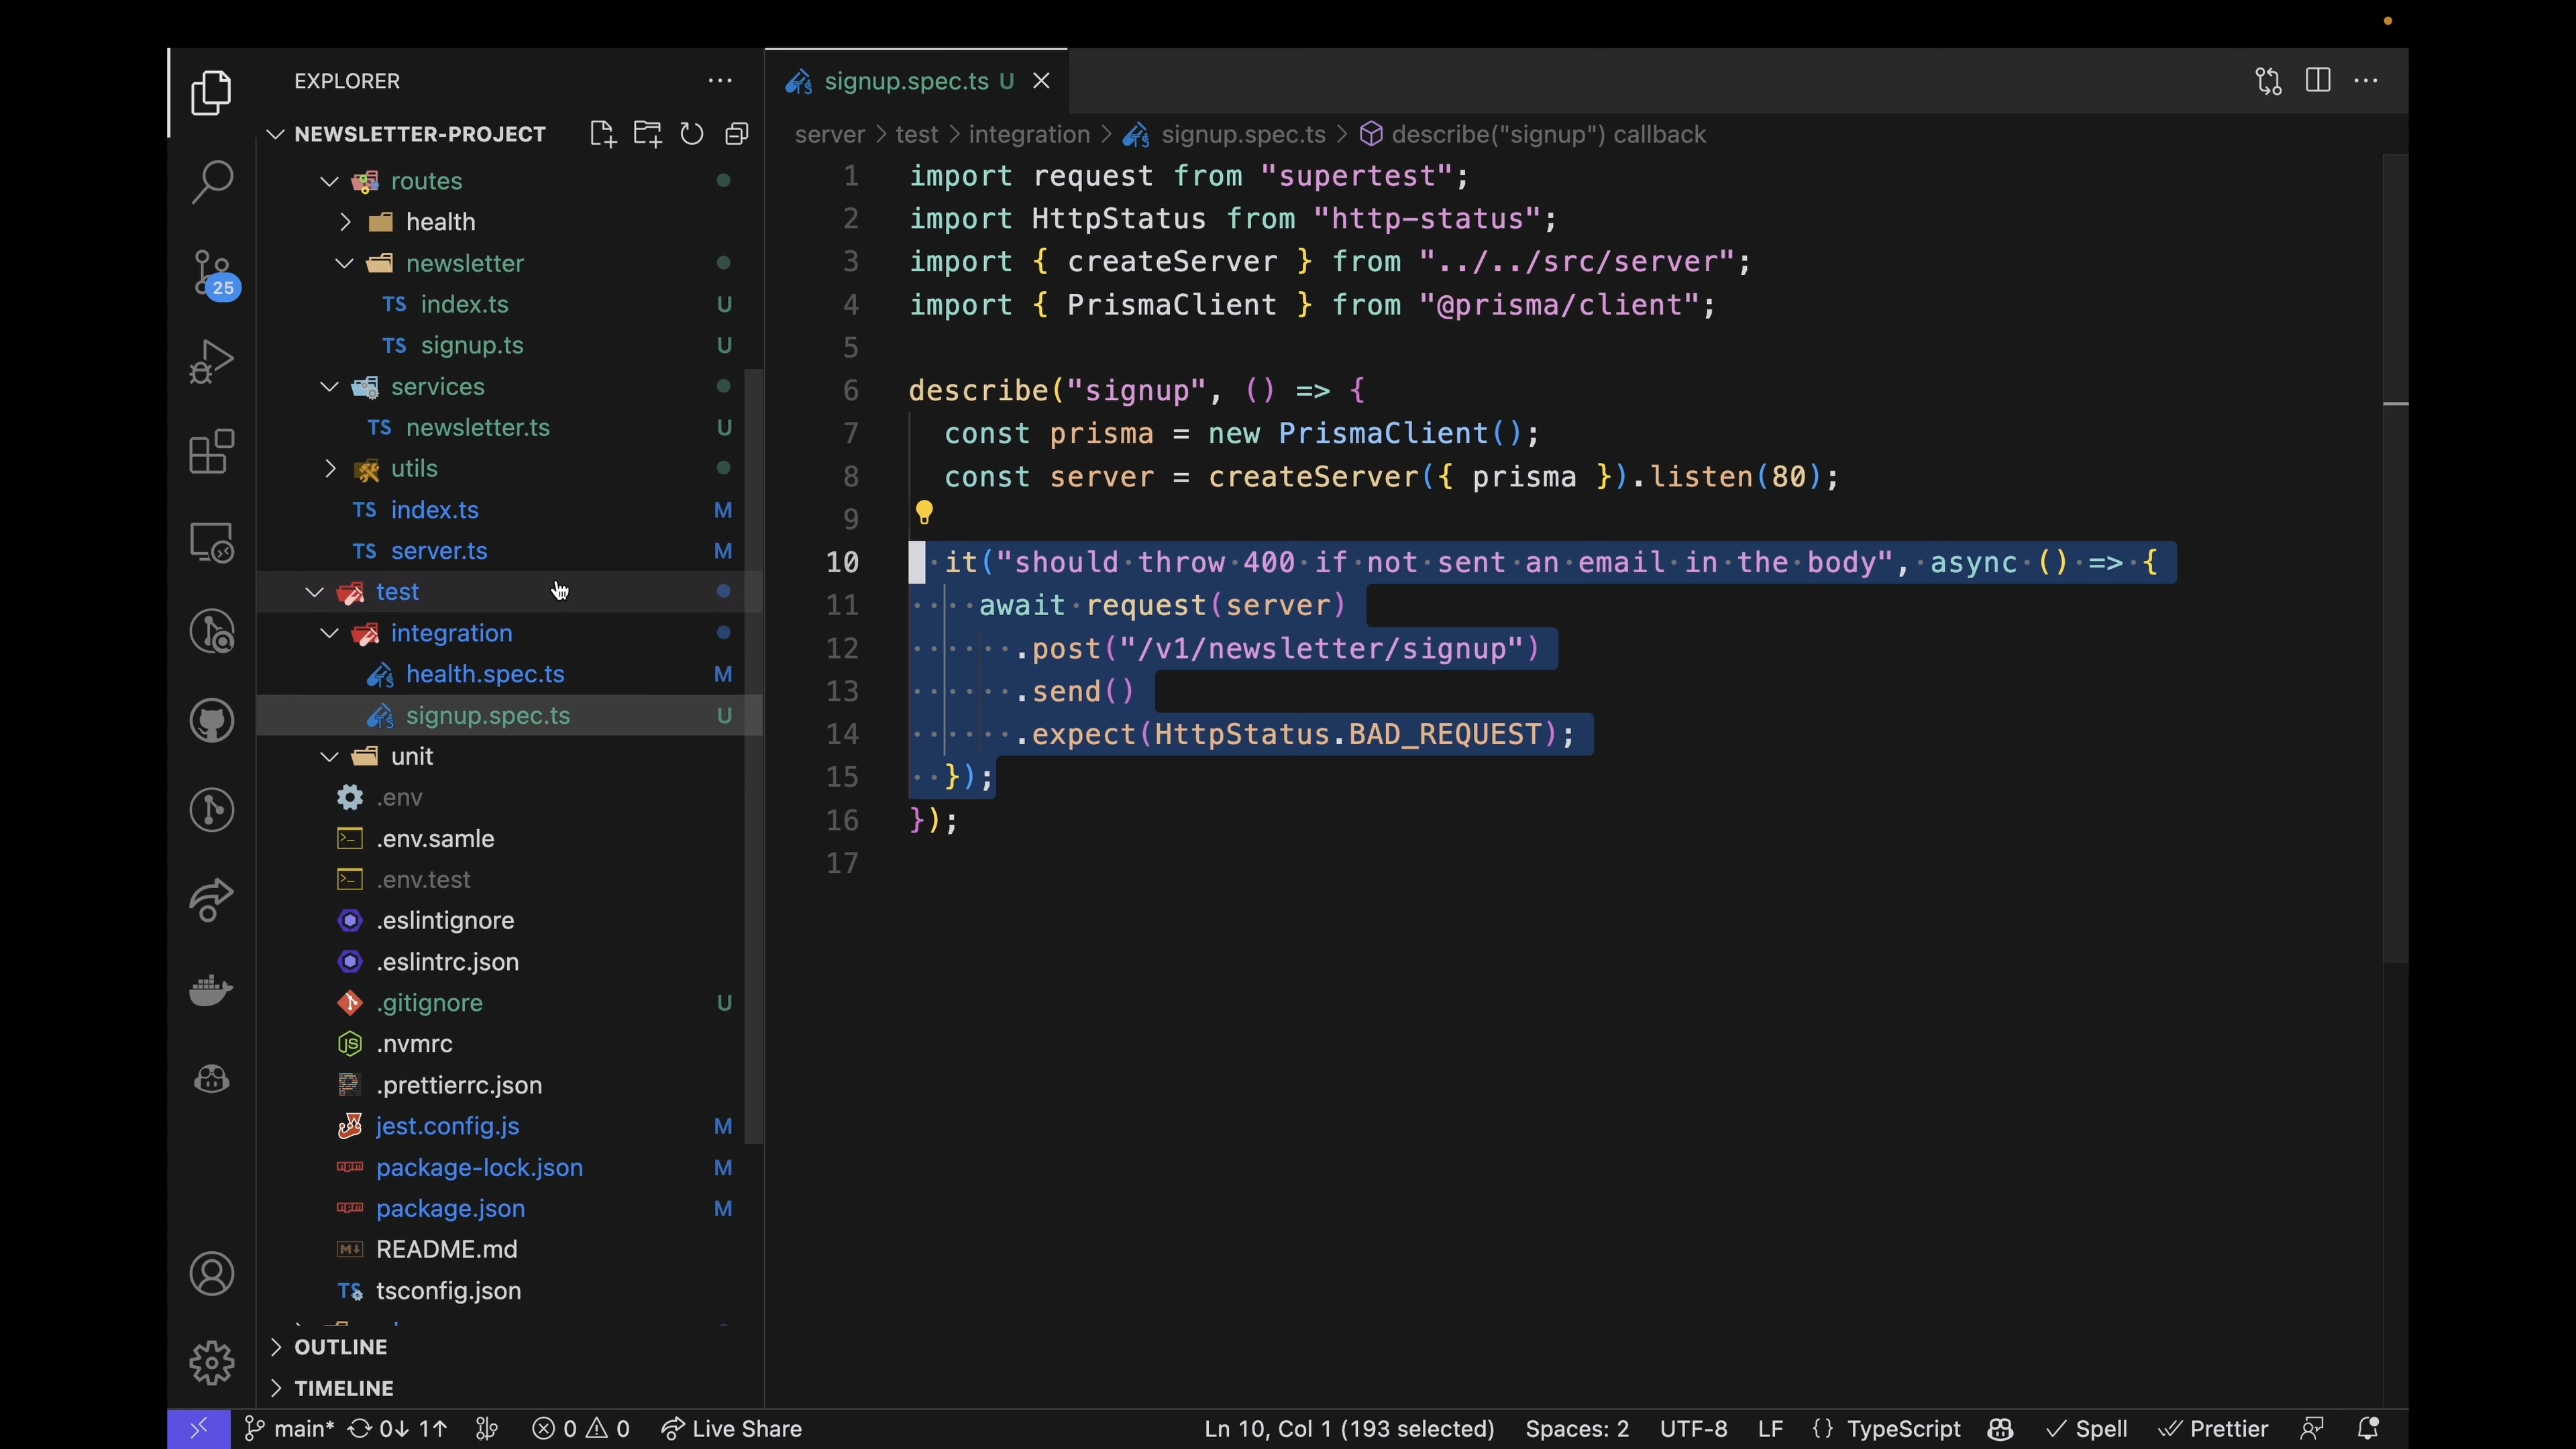 EXPLORER
NEWSLETTER-PROJECT
routes
health
newsletter
TS index.ts U
TS signup.ts U
services
TS newsletter.ts U
utils
TS index.ts M
TS server.ts M
test
integration
health.spec.ts M
signup.spec.ts U
unit
.env
.env.samle
.env.test
.eslintignore
.eslintrc.json
.gitignore U
.nvmrc
.prettierrc.json
jest.config.js M
package-lock.json M
package.json M
README.md
TS tsconfig.json
OUTLINE
TIMELINE
25
signup.spec.ts U
server > test > integration > signup.spec.ts > describe("signup") callback
1 import request from "supertest";
2 import HttpStatus from "http-status";
3 import { createServer } from "../../src/server";
4 import { PrismaClient } from "@prisma/client";
5
6 describe("signup", () => {
7 const prisma = new PrismaClient();
8 const server = createServer({ prisma }).listen(80);
9
10 it("should throw 400 if not sent an email in the body", async () => {
11 await request(server)
12 .post("/v1/newsletter/signup")
13 .send()
14 .expect(HttpStatus.BAD_REQUEST);
15 });
16 });
17
main* 0↓ 1↑ 0 0 Live Share Ln 10, Col 1 (193 selected) Spaces: 2 UTF-8 LF {} TypeScript Spell Prettier